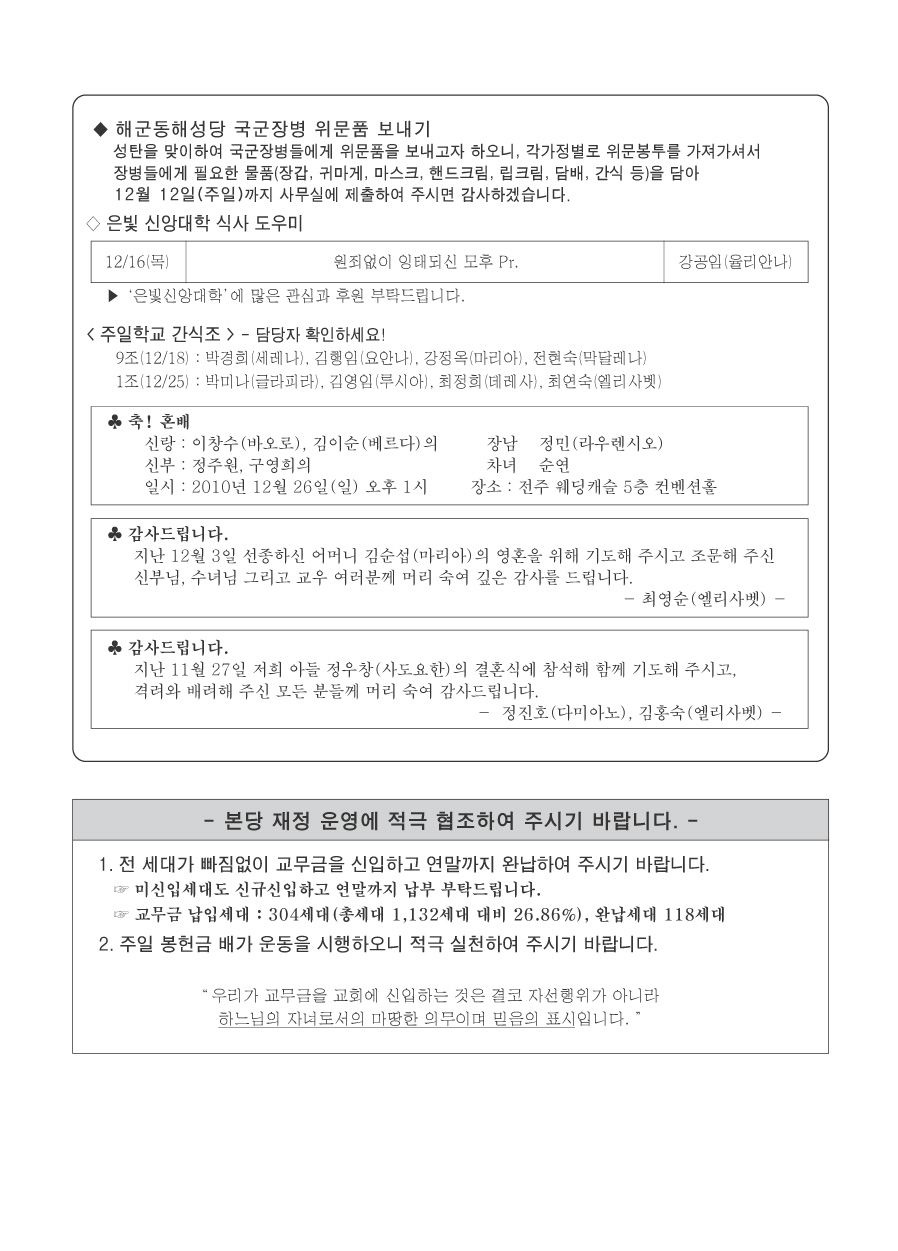 ◆ 해군동해성당 국군장병 위문품 보내기
성탄을 맞이하여 국군장병들에게 위문품을 보내고자 하오니, 각가정별로 위문봉투를 가져가셔서
장병들에게 필요한 물품(장갑, 귀마게, 마스크, 핸드크림, 립크림, 담배, 간식 등)을 담아
12월 12일(주일)까지 사무실에 제출하여 주시면 감사하겠습니다.
◇ 은빛 신앙대학 식사 도우미
12/16(목) 원죄없이 잉태되신 모후 Pr. 강공임(율리안나)
▶ ‘은빛신앙대학’에 많은 관심과 후원 부탁드립니다.
< 주일학교 간식조 > - 담당자 확인하세요!
9조(12/18) : 박경희(세레나), 김행임(요안나), 강정옥(마리아), 전현숙(막달레나)
1조(12/25) : 박미나(글라피라), 김영임(루시아), 최정희(데레사), 최연숙(엘리사벳)
♣ 축! 혼배
신랑 : 이창수(바오로), 김이순(베르다)의 장남 정민(라우렌시오)
신부 : 정주원, 구영희의 차녀 순연
일시 : 2010년 12월 26일(일) 오후 1시 장소 : 전주 웨딩캐슬 5층 컨벤션홀
♣ 감사드립니다.
지난 12월 3일 선종하신 어머니 김순섭(마리아)의 영혼을 위해 기도해 주시고 조문해 주신
신부님, 수녀님 그리고 교우 여러분께 머리 숙여 깊은 감사를 드립니다.
- 최영순(엘리사벳) -
♣ 감사드립니다.
지난 11월 27일 저희 아들 정우창(사도요한)의 결혼식에 참석해 함께 기도해 주시고,
격려와 배려해 주신 모든 분들께 머리 숙여 감사드립니다.
- 정진호(다미아노), 김홍숙(엘리사벳) -
- 본당 재정 운영에 적극 협조하여 주시기 바랍니다. -
1. 전 세대가 빠짐없이 교무금을 신입하고 연말까지 완납하여 주시기 바랍니다.
☞ 미신입세대도 신규신입하고 연말까지 납부 부탁드립니다.
☞ 교무금 납입세대 : 304세대(총세대 1,132세대 대비 26.86%), 완납세대 118세대
2. 주일 봉헌금 배가 운동을 시행하오니 적극 실천하여 주시기 바랍니다.
“ 우리가 교무금을 교회에 신입하는 것은 결코 자선행위가 아니라
하느님의 자녀로서의 마땅한 의무이며 믿음의 표시입니다. ”